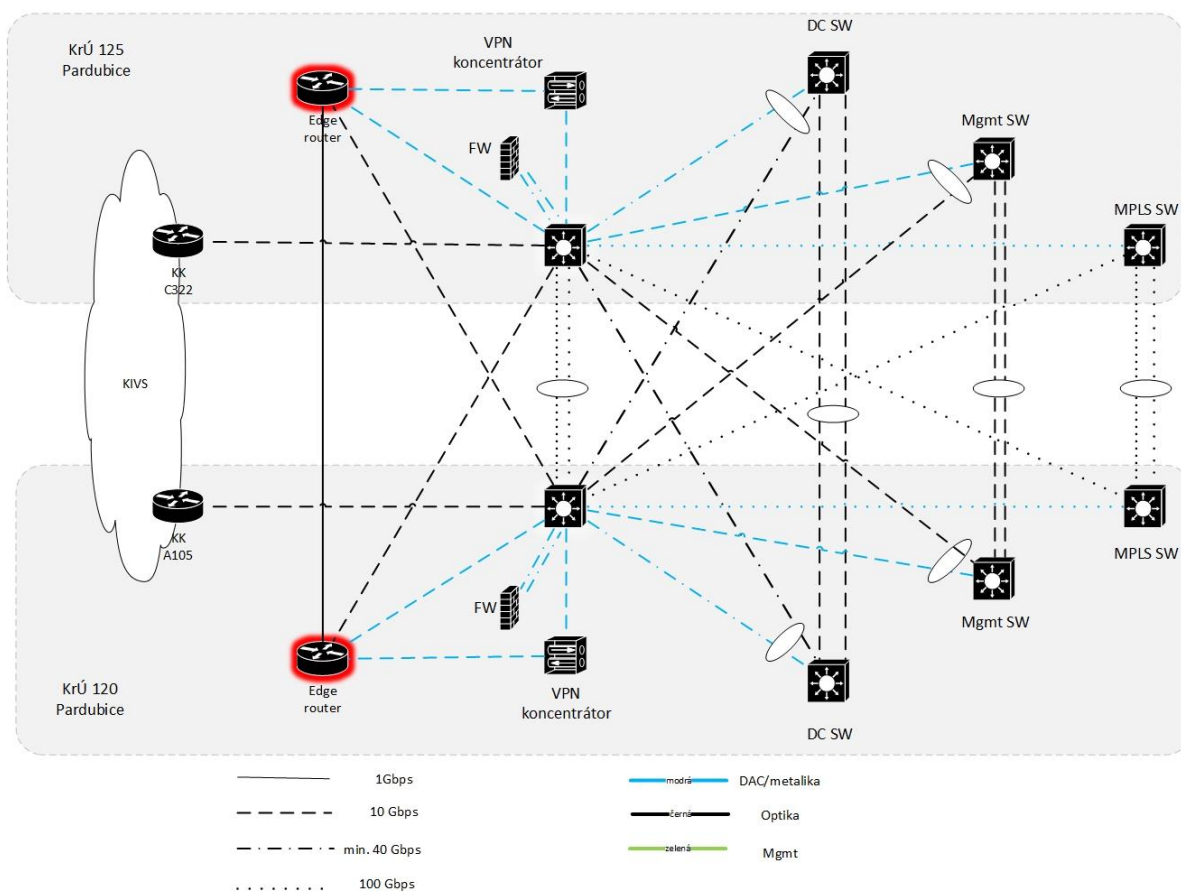 KrÚ 125
Pardubice
VPN
koncentrátor
DC SW
Edge
router
FW
Mgmt SW
MPLS SW
KK
C322
KIVS
KK
A105
MPLS SW
FW
Mgmt SW
KrÚ 120
Pardubice
Edge
router
VPN
koncentrátor
DC SW
1Gbps
modrá
DAC/metalika
10 Gbps
černá
Optika
min. 40 Gbps
zelená
Mgmt
100 Gbps